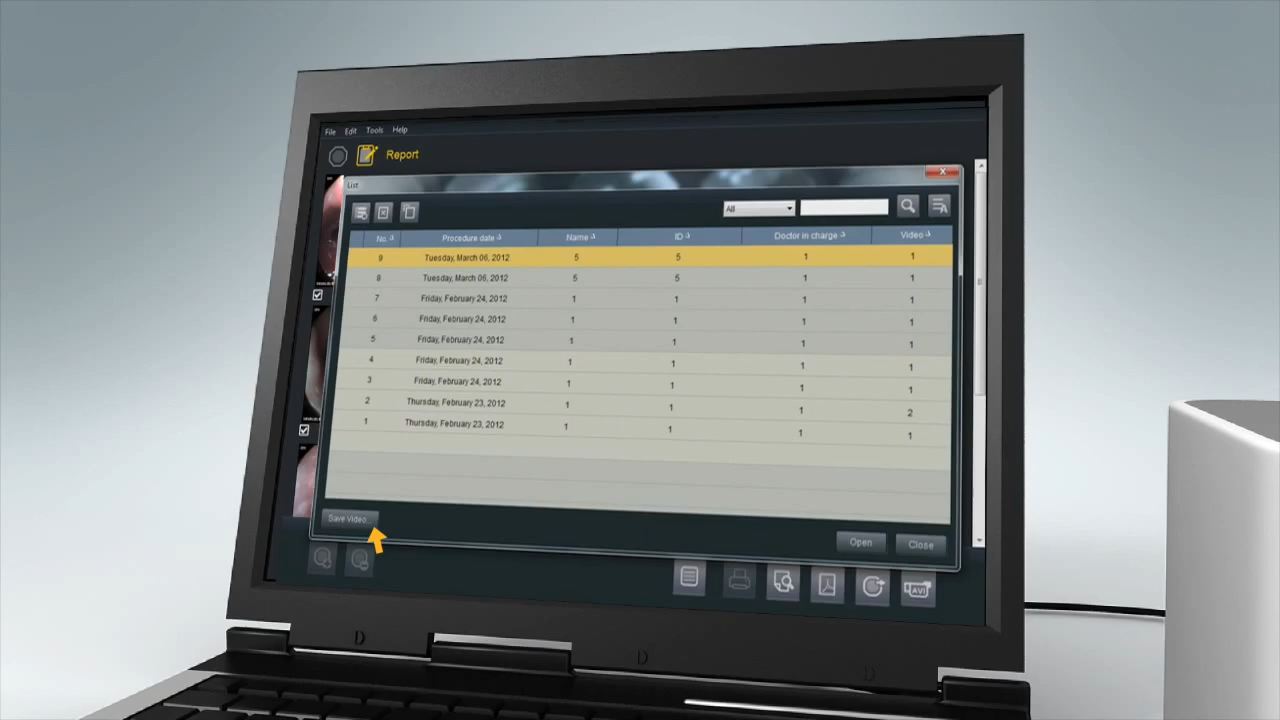 File Edit Tools Help
Report
List
All
No. Procedure date Name ID Doctor in charge Video
9 Tuesday, March 06, 2012 5 5 1 1
8 Tuesday, March 06, 2012 5 5 1 1
7 Friday, February 24, 2012 1 1 1 1
6 Friday, February 24, 2012 1 1 1 1
5 Friday, February 24, 2012 1 1 1 1
4 Friday, February 24, 2012 1 1 1 1
3 Friday, February 24, 2012 1 1 1 1
2 Thursday, February 23, 2012 1 1 1 2
1 Thursday, February 23, 2012 1 1 1 1
Save Video...
Open Close
AVI